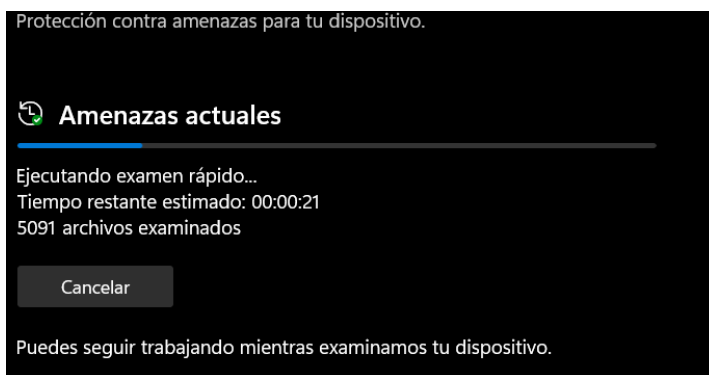 Protección contra amenazas para tu dispositivo.
Amenazas actuales
Ejecutando examen rápido...
Tiempo restante estimado: 00:00:21
5091 archivos examinados
Cancelar
Puedes seguir trabajando mientras examinamos tu dispositivo.